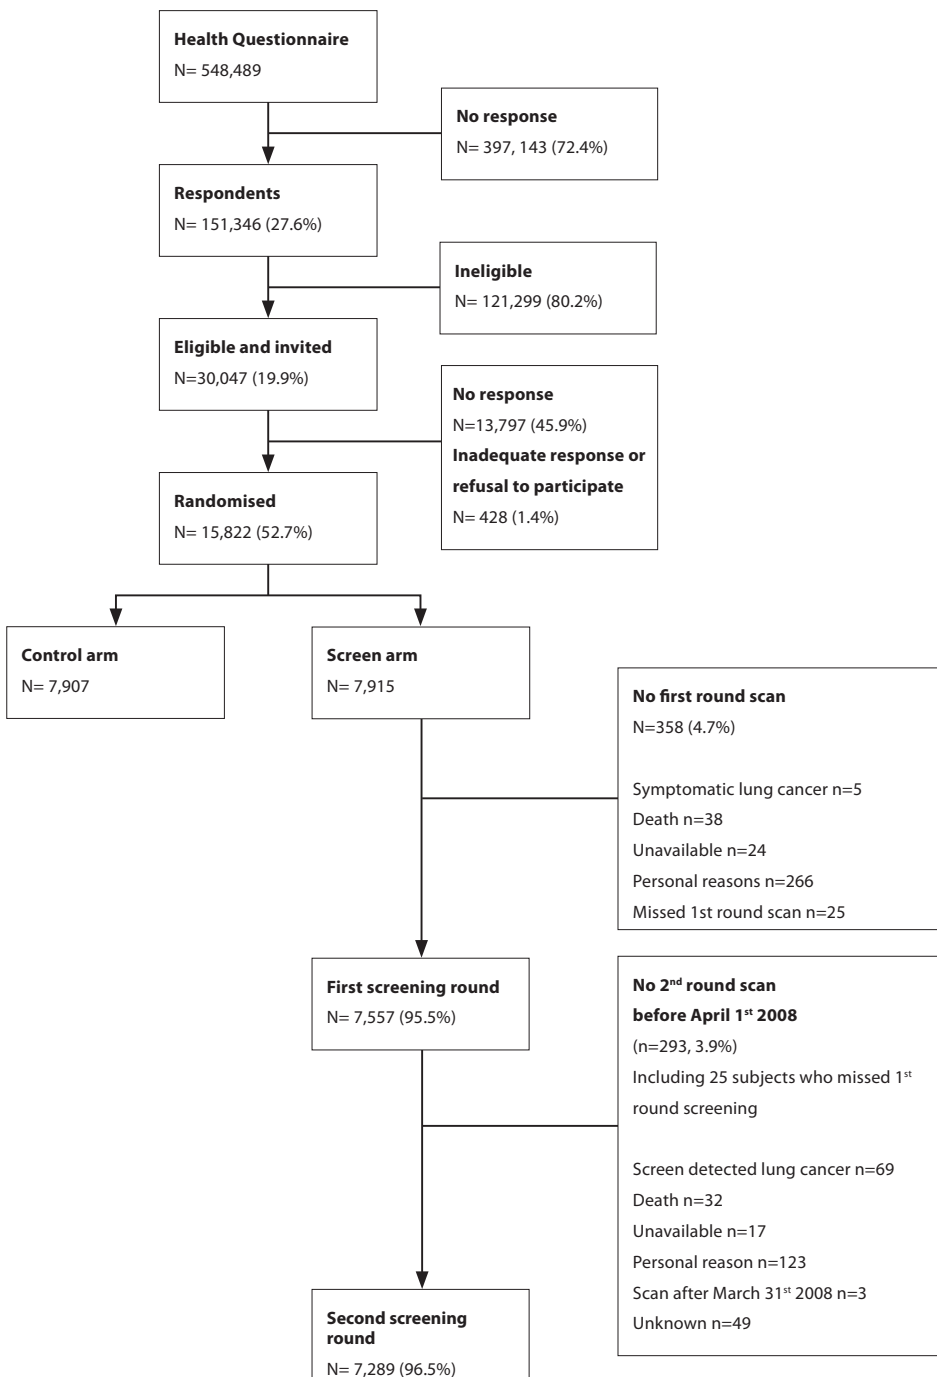 Health Questionnaire
N= 548,489
No response
N= 397, 143 (72.4%)
Respondents
N= 151,346 (27.6%)
Ineligible
N= 121,299 (80.2%)
Eligible and invited
N=30,047 (19.9%)
No response
N=13,797 (45.9%)
Inadequate response or
refusal to participate
N= 428 (1.4%)
Randomised
N= 15,822 (52.7%)
Control arm
N= 7,907
Screen arm
N= 7,915
No first round scan
N=358 (4.7%)
Symptomatic lung cancer n=5
Death n=38
Unavailable n=24
Personal reasons n=266
Missed 1st round scan n=25
First screening round
N= 7,557 (95.5%)
No 2nd round scan
before April 1st 2008
(n=293, 3.9%)
Including 25 subjects who missed 1st
round screening
Screen detected lung cancer n=69
Death n=32
Unavailable n=17
Personal reason n=123
Scan after March 31st 2008 n=3
Unknown n=49
Second screening
round
N= 7,289 (96.5%)